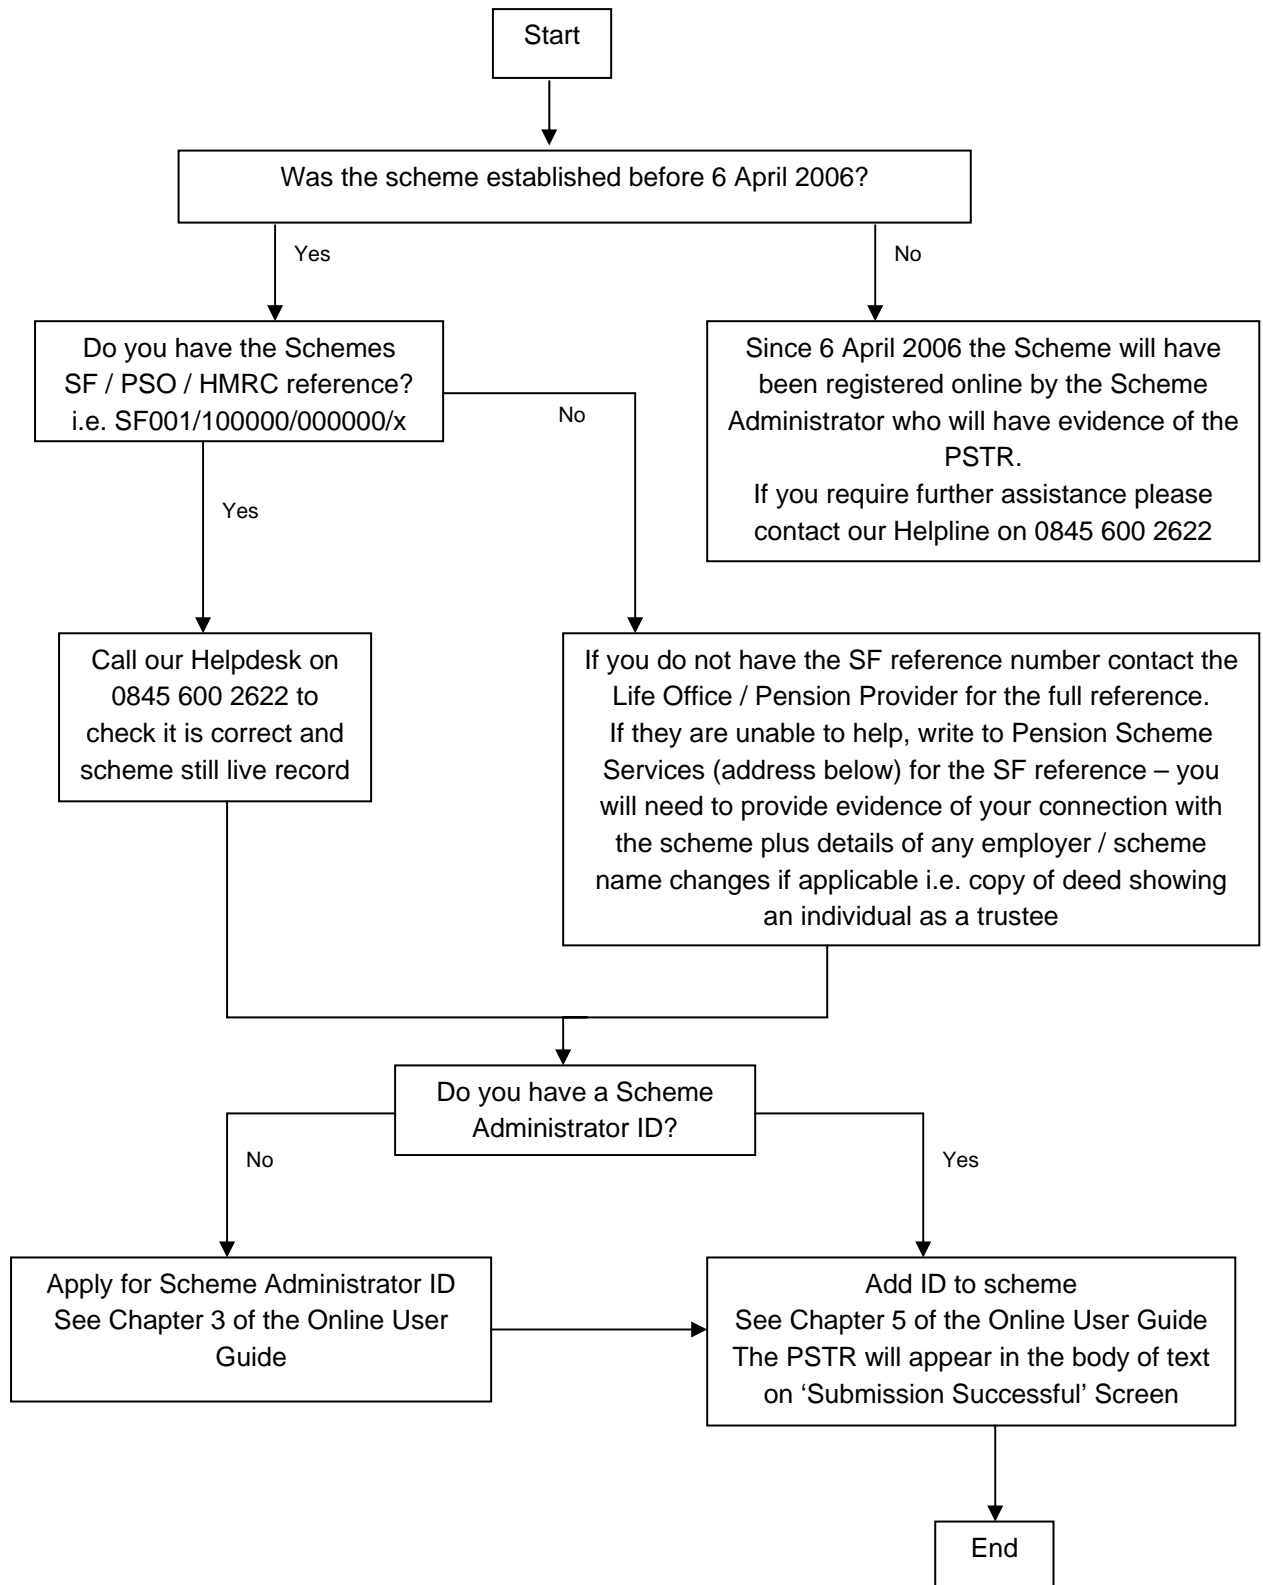 Start
Was the scheme established before 6 April 2006?
Yes
No
Do you have the Schemes
SF / PSO / HMRC reference?
i.e. SF001/100000/000000/x
Since 6 April 2006 the Scheme will have
been registered online by the Scheme
Administrator who will have evidence of the
PSTR.
If you require further assistance please
contact our Helpline on 0845 600 2622
No
Yes
Call our Helpdesk on
0845 600 2622 to
check it is correct and
scheme still live record
If you do not have the SF reference number contact the
Life Office / Pension Provider for the full reference.
If they are unable to help, write to Pension Scheme
Services (address below) for the SF reference – you
will need to provide evidence of your connection with
the scheme plus details of any employer / scheme
name changes if applicable i.e. copy of deed showing
an individual as a trustee
Do you have a Scheme
Administrator ID?
No
Yes
Apply for Scheme Administrator ID
See Chapter 3 of the Online User
Guide
Add ID to scheme
See Chapter 5 of the Online User Guide
The PSTR will appear in the body of text
on ‘Submission Successful’ Screen
End